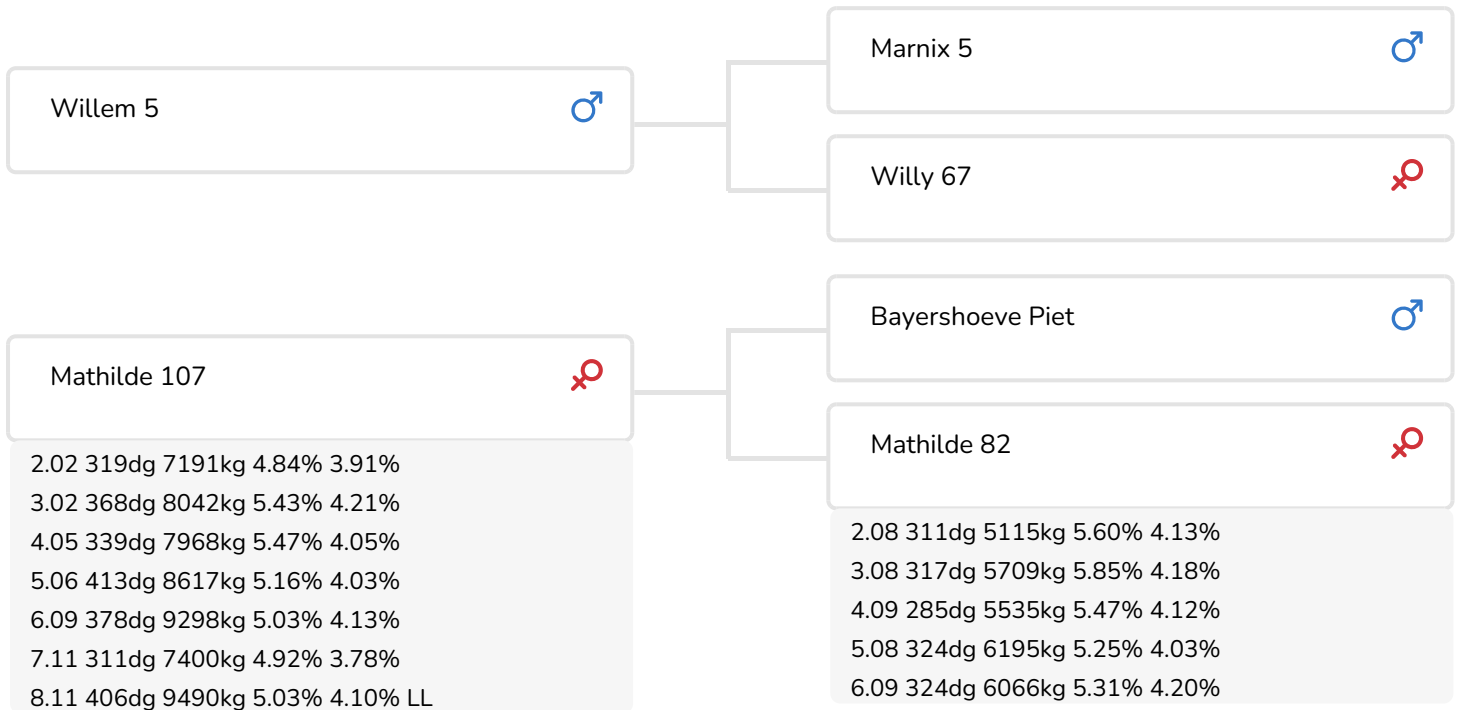 Willem 5
Marnix 5
Willy 67
Mathilde 107
2.02 319dg 7191kg 4.84% 3.91%
3.02 368dg 8042kg 5.43% 4.21%
4.05 339dg 7968kg 5.47% 4.05%
5.06 413dg 8617kg 5.16% 4.03%
6.09 378dg 9298kg 5.03% 4.13%
7.11 311dg 7400kg 4.92% 3.78%
8.11 406dg 9490kg 5.03% 4.10% LL
Bayershoeve Piet
Mathilde 82
2.08 311dg 5115kg 5.60% 4.13%
3.08 317dg 5709kg 5.85% 4.18%
4.09 285dg 5535kg 5.47% 4.12%
5.08 324dg 6195kg 5.25% 4.03%
6.09 324dg 6066kg 5.31% 4.20%